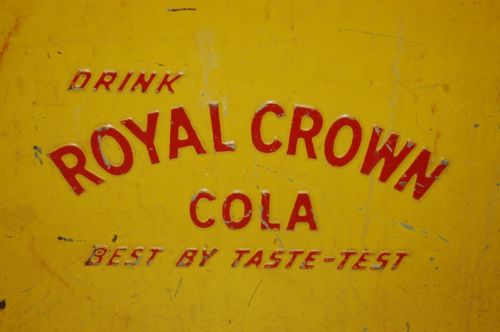 DRINK
ROYAL CROWN
COLA
BEST BY TASTE-TEST